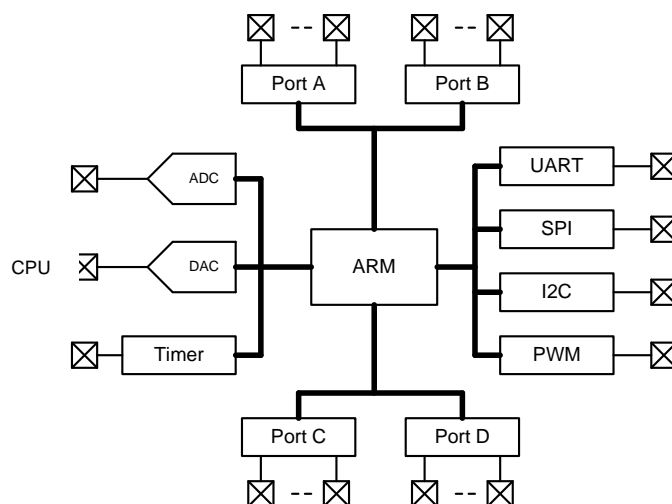 Port A
Port B
ADC
UART
SPI
CPU
DAC
ARM
I2C
Timer
PWM
Port C
Port D